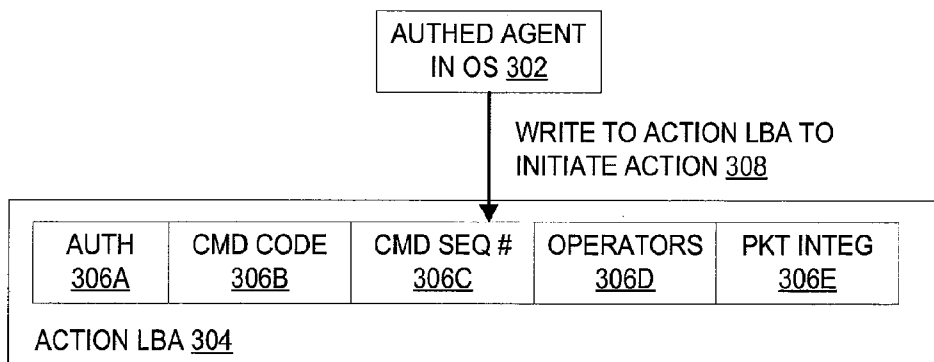 AUTHED AGENT
IN OS 302
WRITE TO ACTION LBA TO
INITIATE ACTION 308
AUTH
306A
CMD CODE
306B
CMD SEQ #
306C
OPERATORS
306D
PKT INTEG
306E
ACTION LBA 304